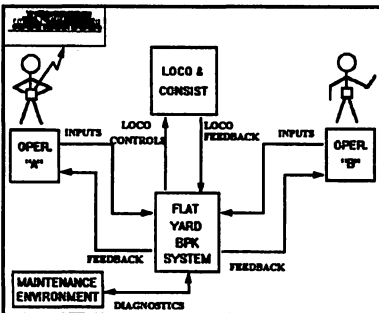 LOCO &
CONSIST
INPUTS
LOCO
CONTROLS
LOCO
FEEDBACK
INPUTS
OPER.
"A"
OPER.
"B"
FLAT
YARD
BPK
SYSTEM
FEEDBACK
FEEDBACK
MAINTENANCE
ENVIRONMENT
DIAGNOSTICS